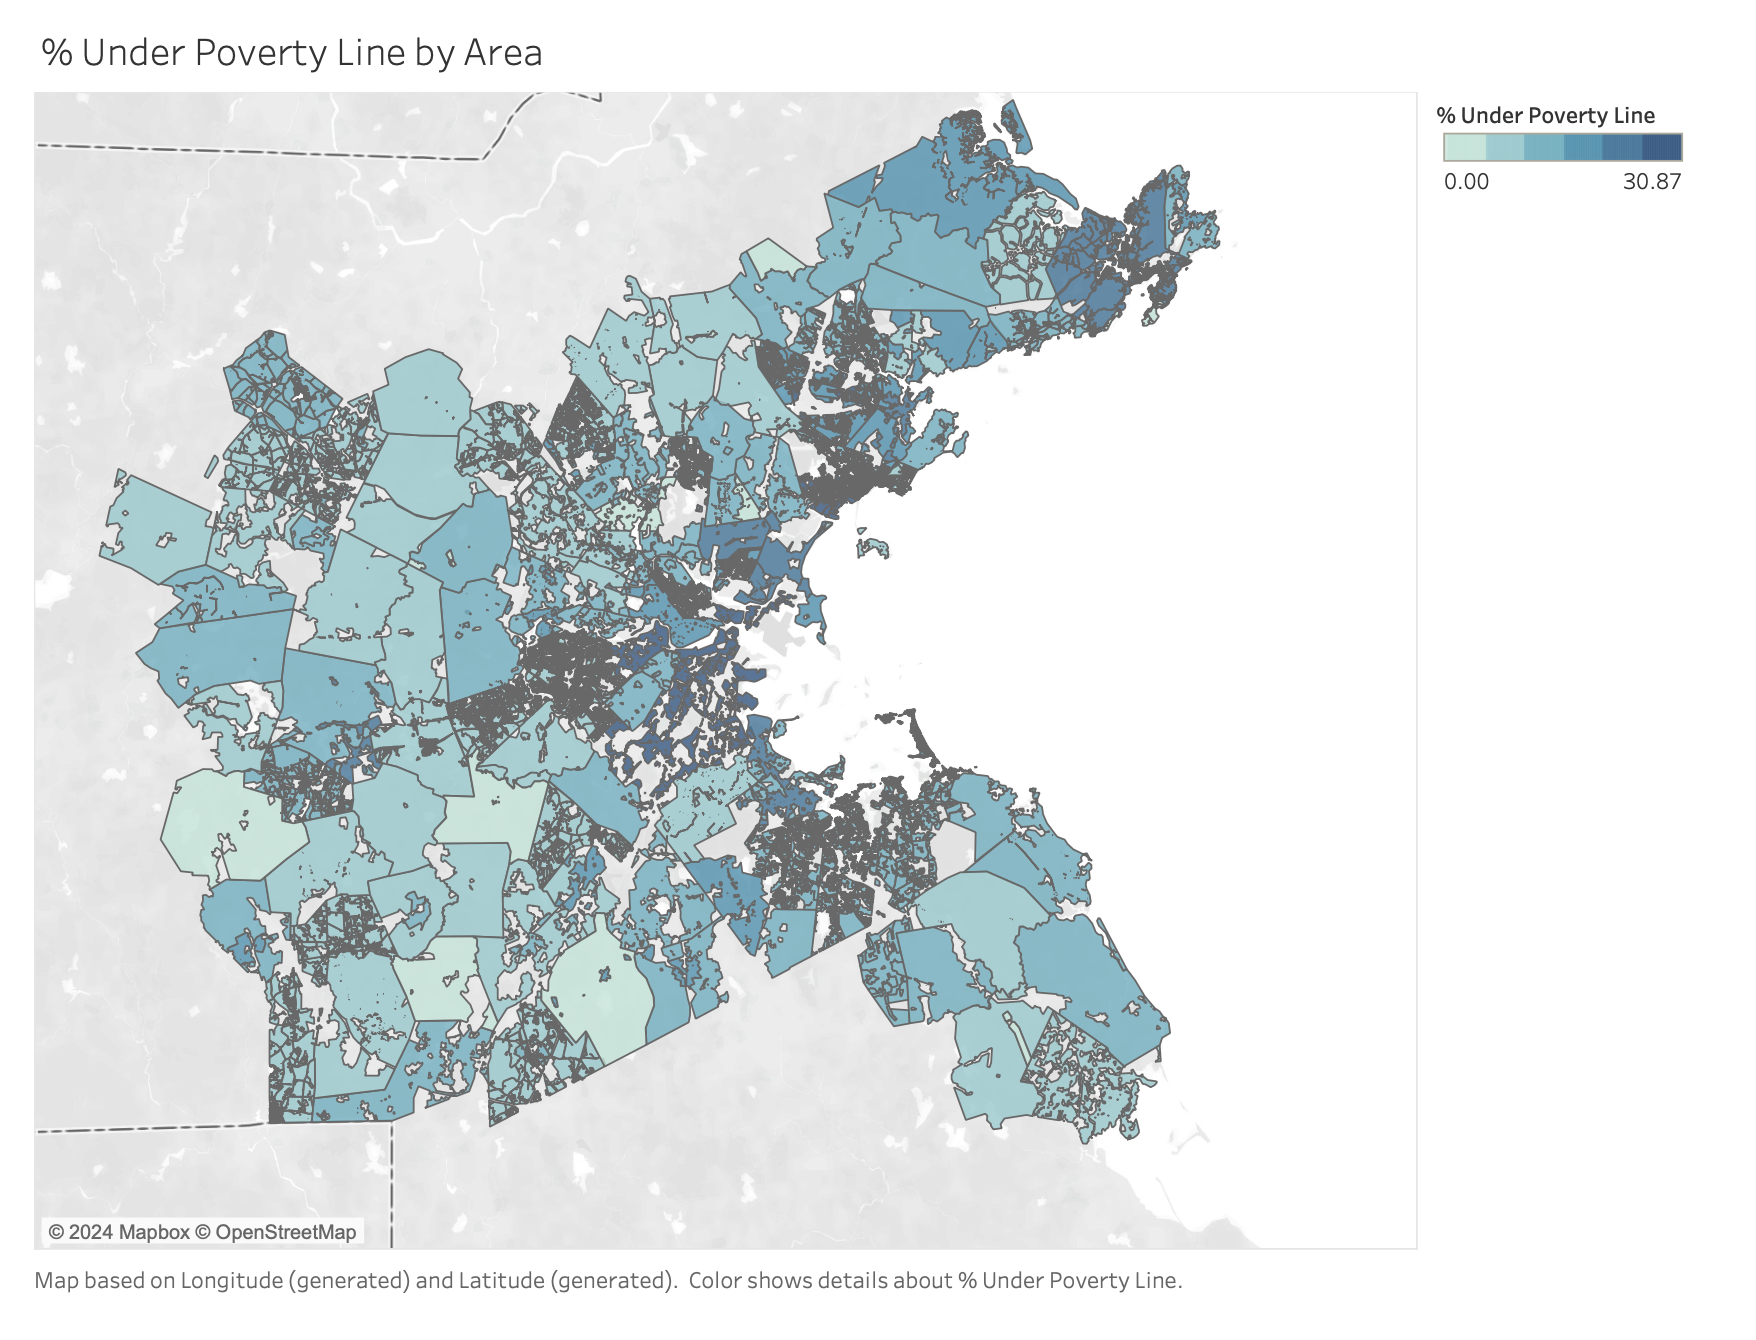 % Under Poverty Line by Area
% Under Poverty Line
0.00 30.87
© 2024 Mapbox © OpenStreetMap
Map based on Longitude (generated) and Latitude (generated). Color shows details about % Under Poverty Line.